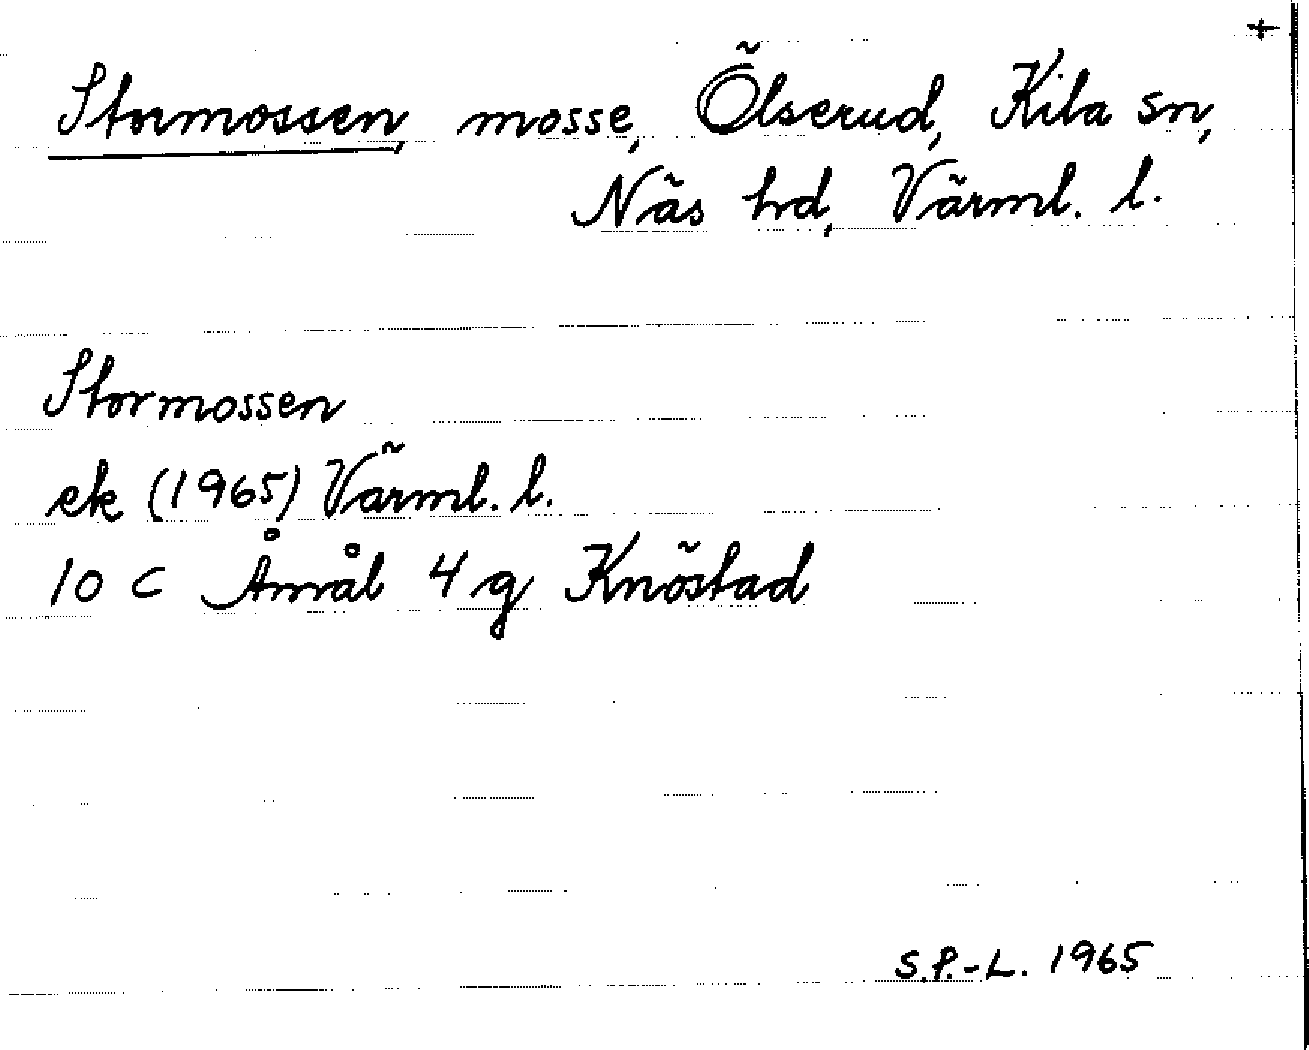 +
Stormossen, mosse, Ölserud, Kila sn,
Näs hd, Värml. l.
Stormossen
ek (1965) Värml. l.
10 C Åmål 4 g Knöstad
S.P.-L. 1965